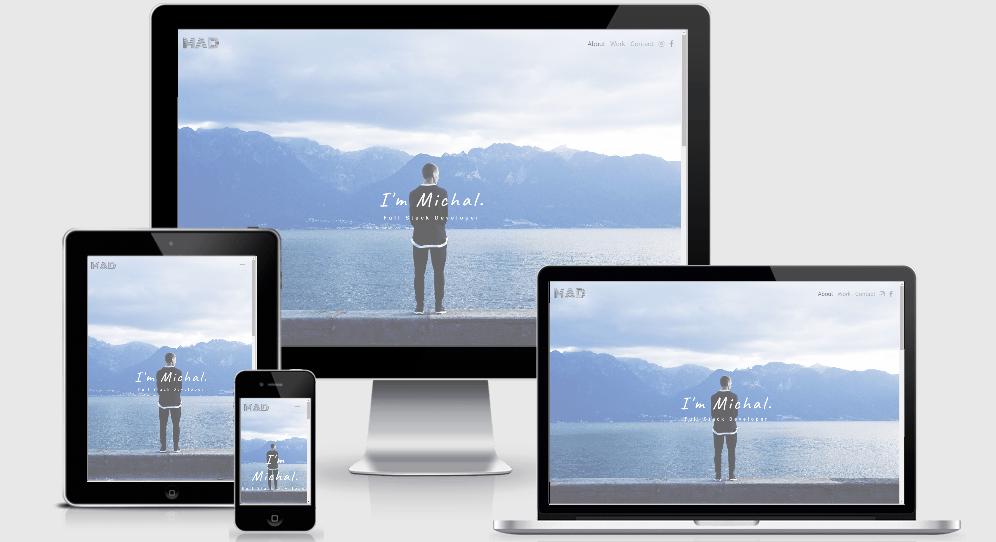 MAD
About Work Contact
I'm Michal.
Full Stack Developer
MAD
I'm Michal.
Full Stack Developer
MAD
I'm
Michal.
Full Stack Developer
MAD
About Work Contact
I'm Michal.
Full Stack Developer